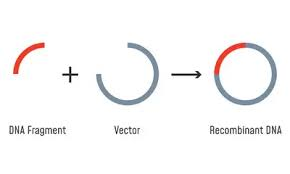 DNA Fragment
Vector
Recombinant DNA